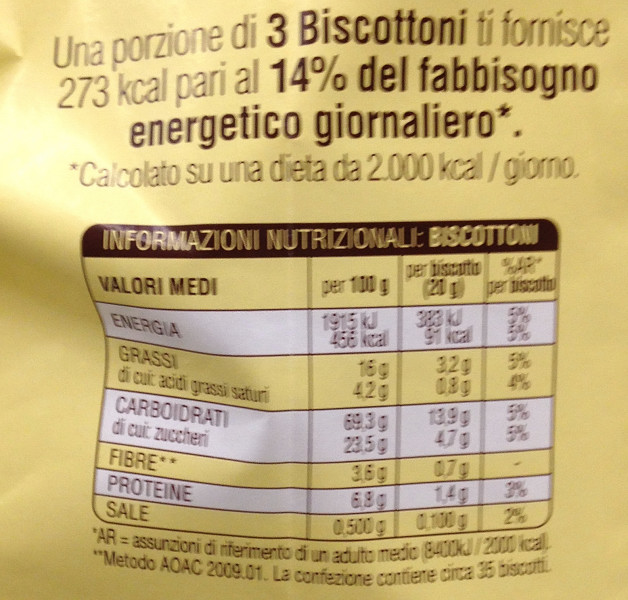 Una porzione di 3 Biscottoni ti fornisce
273 kcal pari al 14% del fabbisogno
energetico giornaliero*.
*Calcolato su una dieta da 2.000 kcal / giorno.
INFORMAZIONI NUTRIZIONALI: BISCOTTONI
VALORI MEDI per 100 g per biscotto (20 g) %AR* per biscotto
ENERGIA 1915 kJ 383 kJ 5%
456 kcal 91 kcal 5%
GRASSI 16 g 3,2 g 5%
di cui: acidi grassi saturi 4,2 g 0,8 g 4%
CARBOIDRATI 69,3 g 13,9 g 5%
di cui: zuccheri 23,5 g 4,7 g 5%
FIBRE** 3,6 g 0,7 g -
PROTEINE 6,8 g 1,4 g 3%
SALE 0,500 g 0,100 g 2%
*AR = assunzioni di riferimento di un adulto medio (8400kJ / 2000 kcal).
**Metodo AOAC 2009.01. La confezione contiene circa 35 biscotti.